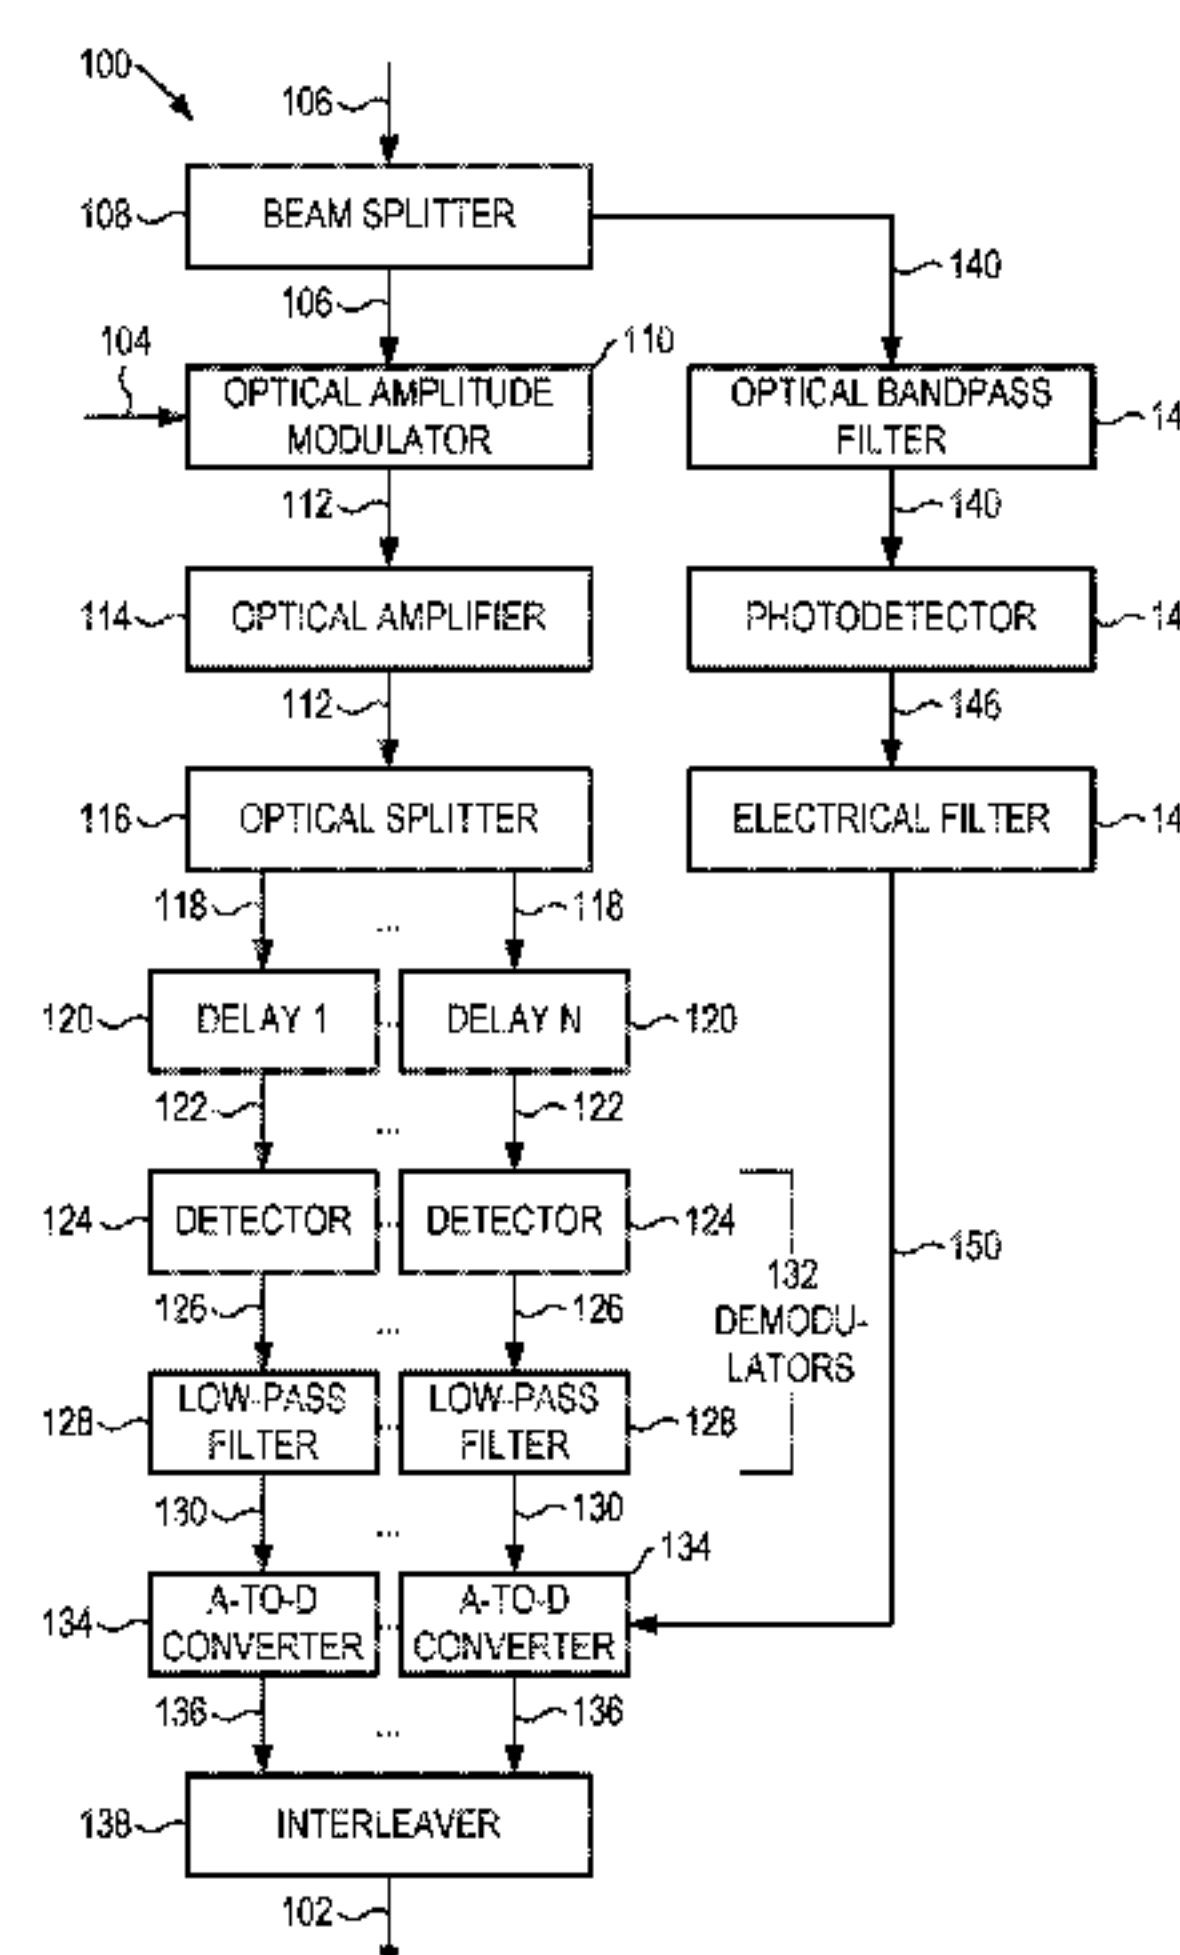 100
106
108 BEAM SPLITTER
140
106
104
110
OPTICAL AMPLITUDE
MODULATOR
OPTICAL BANDPASS
FILTER
14
112
140
114 OPTICAL AMPLIFIER
PHOTODETECTOR 14
112
146
116 OPTICAL SPLITTER
ELECTRICAL FILTER 14
118 ... 118
120 DELAY 1 ... DELAY N 120
122 ... 122
124 DETECTOR ... DETECTOR 124
150
126 ... 126
132
DEMODU-
LATORS
128 LOW-PASS
FILTER
...
LOW-PASS
FILTER
128
130 ... 130
134
134 A-TO-D
CONVERTER
...
A-TO-D
CONVERTER
136 ... 136
138 INTERLEAVER
102